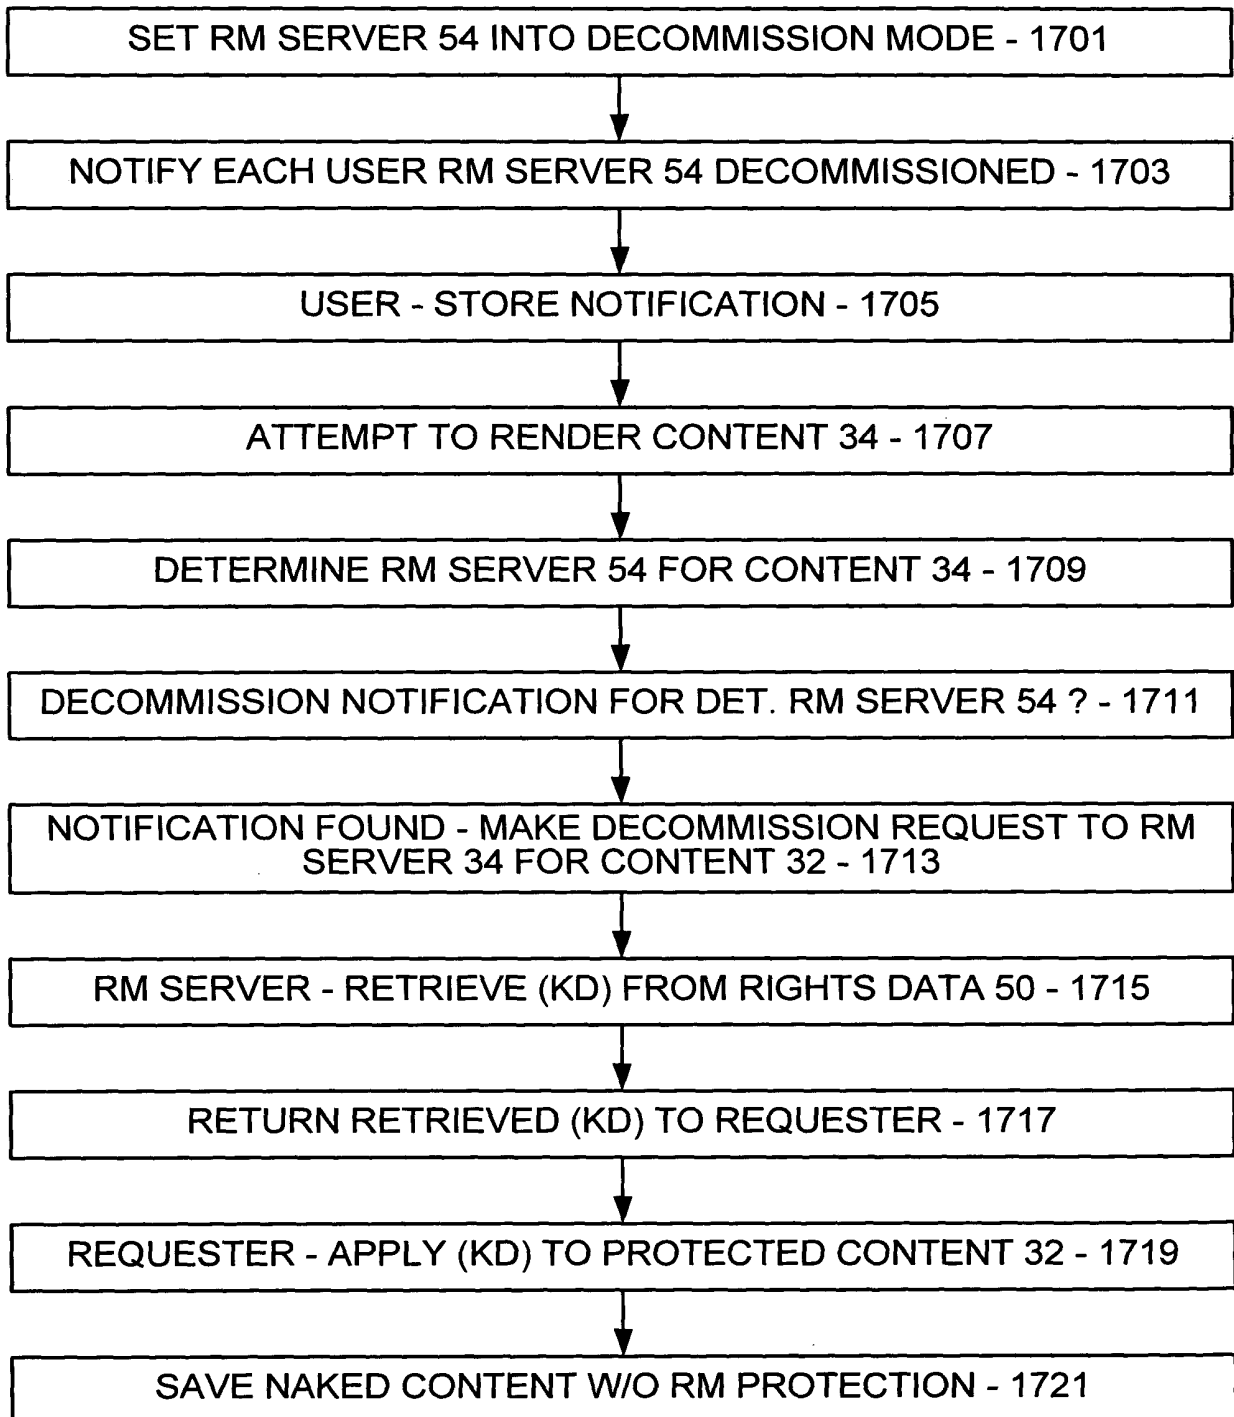 SET RM SERVER 54 INTO DECOMMISSION MODE - 1701
NOTIFY EACH USER RM SERVER 54 DECOMMISSIONED - 1703
USER - STORE NOTIFICATION - 1705
ATTEMPT TO RENDER CONTENT 34 - 1707
DETERMINE RM SERVER 54 FOR CONTENT 34 - 1709
DECOMMISSION NOTIFICATION FOR DET. RM SERVER 54 ? - 1711
NOTIFICATION FOUND - MAKE DECOMMISSION REQUEST TO RM
SERVER 34 FOR CONTENT 32 - 1713
RM SERVER - RETRIEVE (KD) FROM RIGHTS DATA 50 - 1715
RETURN RETRIEVED (KD) TO REQUESTER - 1717
REQUESTER - APPLY (KD) TO PROTECTED CONTENT 32 - 1719
SAVE NAKED CONTENT W/O RM PROTECTION - 1721